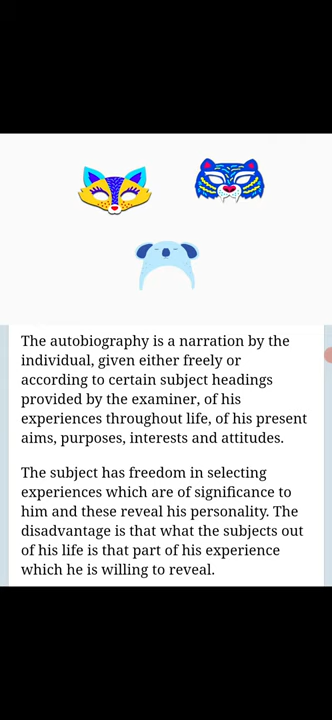 The autobiography is a narration by the
individual, given either freely or
according to certain subject headings
provided by the examiner, of his
experiences throughout life, of his present
aims, purposes, interests and attitudes.
The subject has freedom in selecting
experiences which are of significance to
him and these reveal his personality. The
disadvantage is that what the subjects out
of his life is that part of his experience
which he is willing to reveal.